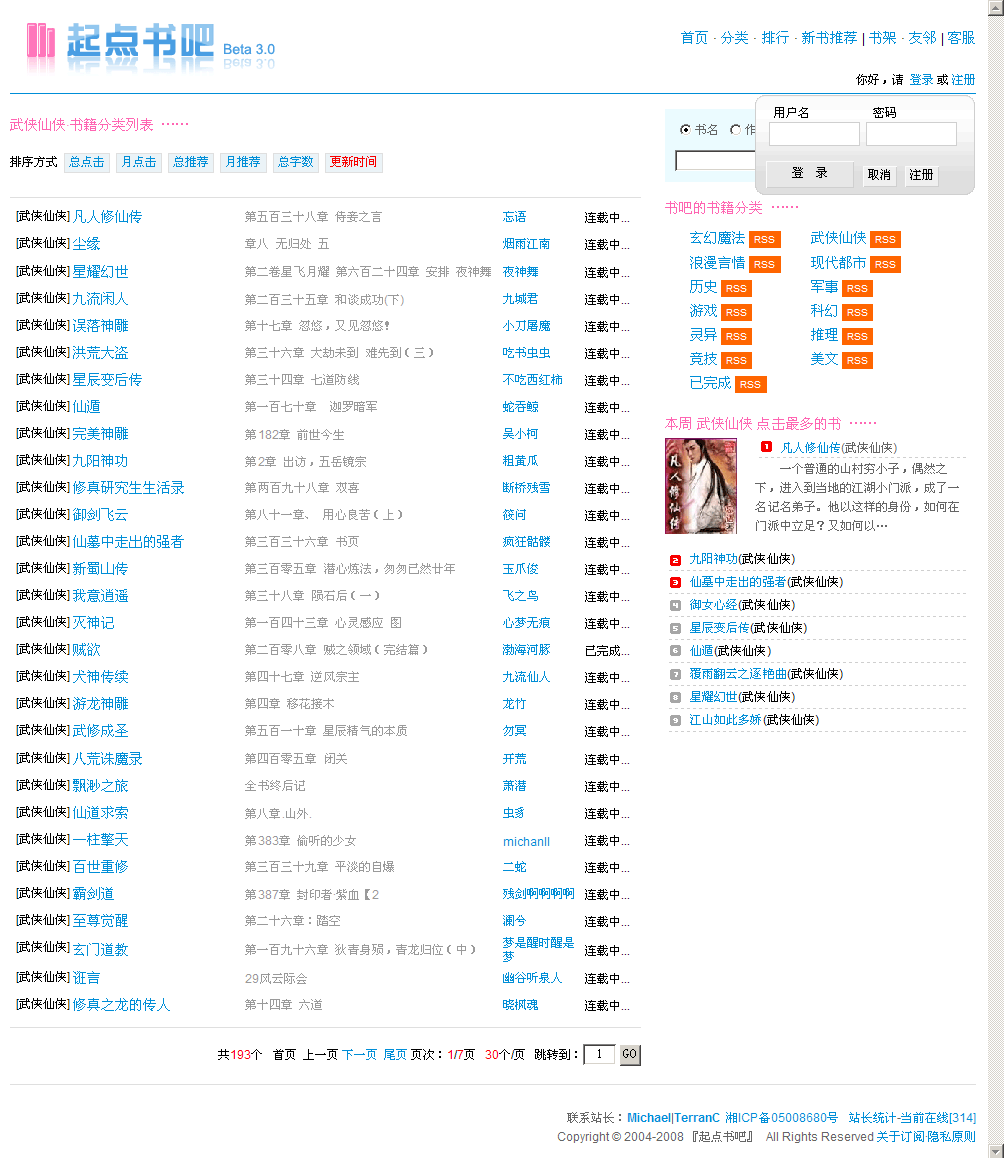 起点书吧 Beta 3.0
首页 · 分类 · 排行 · 新书推荐 | 书架 · 友邻 | 客服
你好，请 登录 或 注册
用户名 密码
登 录 取消 注册
武侠仙侠·书籍分类列表 ……
排序方式 总点击 月点击 总推荐 月推荐 总字数 更新时间
书名 作
[武侠仙侠] 凡人修仙传 第五百三十八章 侍妾之言 忘语 连载中...
[武侠仙侠] 尘缘 章八 无归处 五 烟雨江南 连载中...
[武侠仙侠] 星耀幻世 第二卷星飞月耀 第六百二十四章 安排 夜神舞 夜神舞 连载中...
[武侠仙侠] 九流闲人 第二百三十五章 和谈成功(下) 九城君 连载中...
[武侠仙侠] 误落神雕 第十七章 忽悠，又见忽悠！ 小刀屠魔 连载中...
[武侠仙侠] 洪荒大盗 第三十六章 大劫未到 难先到（三） 吃书虫虫 连载中...
[武侠仙侠] 星辰变后传 第三十四章 七道防线 不吃西红柿 连载中...
[武侠仙侠] 仙遁 第一百七十章 迦罗暗军 蛇吞鲸 连载中...
[武侠仙侠] 完美神雕 第182章 前世今生 吴小柯 连载中...
[武侠仙侠] 九阳神功 第2章 出访，五岳镜宗 粗黄瓜 连载中...
[武侠仙侠] 修真研究生生活录 第两百九十八章 双喜 断桥残雪 连载中...
[武侠仙侠] 御剑飞云 第八十一章、 用心良苦（上） 筱问 连载中...
[武侠仙侠] 仙墓中走出的强者 第三百三十六章 书页 疯狂骷髅 连载中...
[武侠仙侠] 新蜀山传 第三百零五章 潜心炼法，匆匆已然廿年 玉爪俊 连载中...
[武侠仙侠] 我意逍遥 第三十八章 陨石后（一） 飞之鸟 连载中...
[武侠仙侠] 灭神记 第一百四十三章 心灵感应 图 心梦无痕 连载中...
[武侠仙侠] 贼欲 第二百零八章 贼之领域（完结篇） 渤海河豚 已完成...
[武侠仙侠] 犬神传续 第四十七章 逆风宗主 九流仙人 连载中...
[武侠仙侠] 游龙神雕 第四章 移花接木 龙竹 连载中...
[武侠仙侠] 武修成圣 第五百一十章 星辰精气的本质 勿冥 连载中...
[武侠仙侠] 八荒诛魔录 第四百零五章 闭关 开荒 连载中...
[武侠仙侠] 飘渺之旅 全书终后记 萧潜 连载中...
[武侠仙侠] 仙道求索 第八章.山外. 虫豸 连载中...
[武侠仙侠] 一柱擎天 第383章 偷听的少女 michanll 连载中...
[武侠仙侠] 百世重修 第三百三十九章 平淡的自爆 二蛇 连载中...
[武侠仙侠] 霸剑道 第387章 封印者·紫血【2 残剑啊啊啊啊 连载中...
[武侠仙侠] 至尊觉醒 第二十六章：踏空 澜兮 连载中...
[武侠仙侠] 玄门道教 第一百九十六章 狄青身殒，青龙归位（中） 梦是醒时醒是梦 连载中...
[武侠仙侠] 诳言 29风云际会 幽谷听泉人 连载中...
[武侠仙侠] 修真之龙的传人 第十四章 六道 晓枫魂 连载中...
共193个 首页 上一页 下一页 尾页 页次：1/7页 30个/页 跳转到： 1 GO
书吧的书籍分类 ……
玄幻魔法 RSS 武侠仙侠 RSS
浪漫言情 RSS 现代都市 RSS
历史 RSS 军事 RSS
游戏 RSS 科幻 RSS
灵异 RSS 推理 RSS
竞技 RSS 美文 RSS
已完成 RSS
本周 武侠仙侠 点击最多的书 ……
凡人修仙传
1 凡人修仙传(武侠仙侠)
一个普通的山村穷小子，偶然之
下，进入到当地的江湖小门派，成了一
名记名弟子。他以这样的身份，如何在
门派中立足？又如何以…
2 九阳神功(武侠仙侠)
3 仙墓中走出的强者(武侠仙侠)
4 御女心经(武侠仙侠)
5 星辰变后传(武侠仙侠)
6 仙遁(武侠仙侠)
7 覆雨翻云之逐艳曲(武侠仙侠)
8 星耀幻世(武侠仙侠)
9 江山如此多娇(武侠仙侠)
联系站长：Michael|TerranC 湘ICP备05008680号 站长统计-当前在线[314]
Copyright © 2004-2008 『起点书吧』 All Rights Reserved 关于订阅·隐私原则